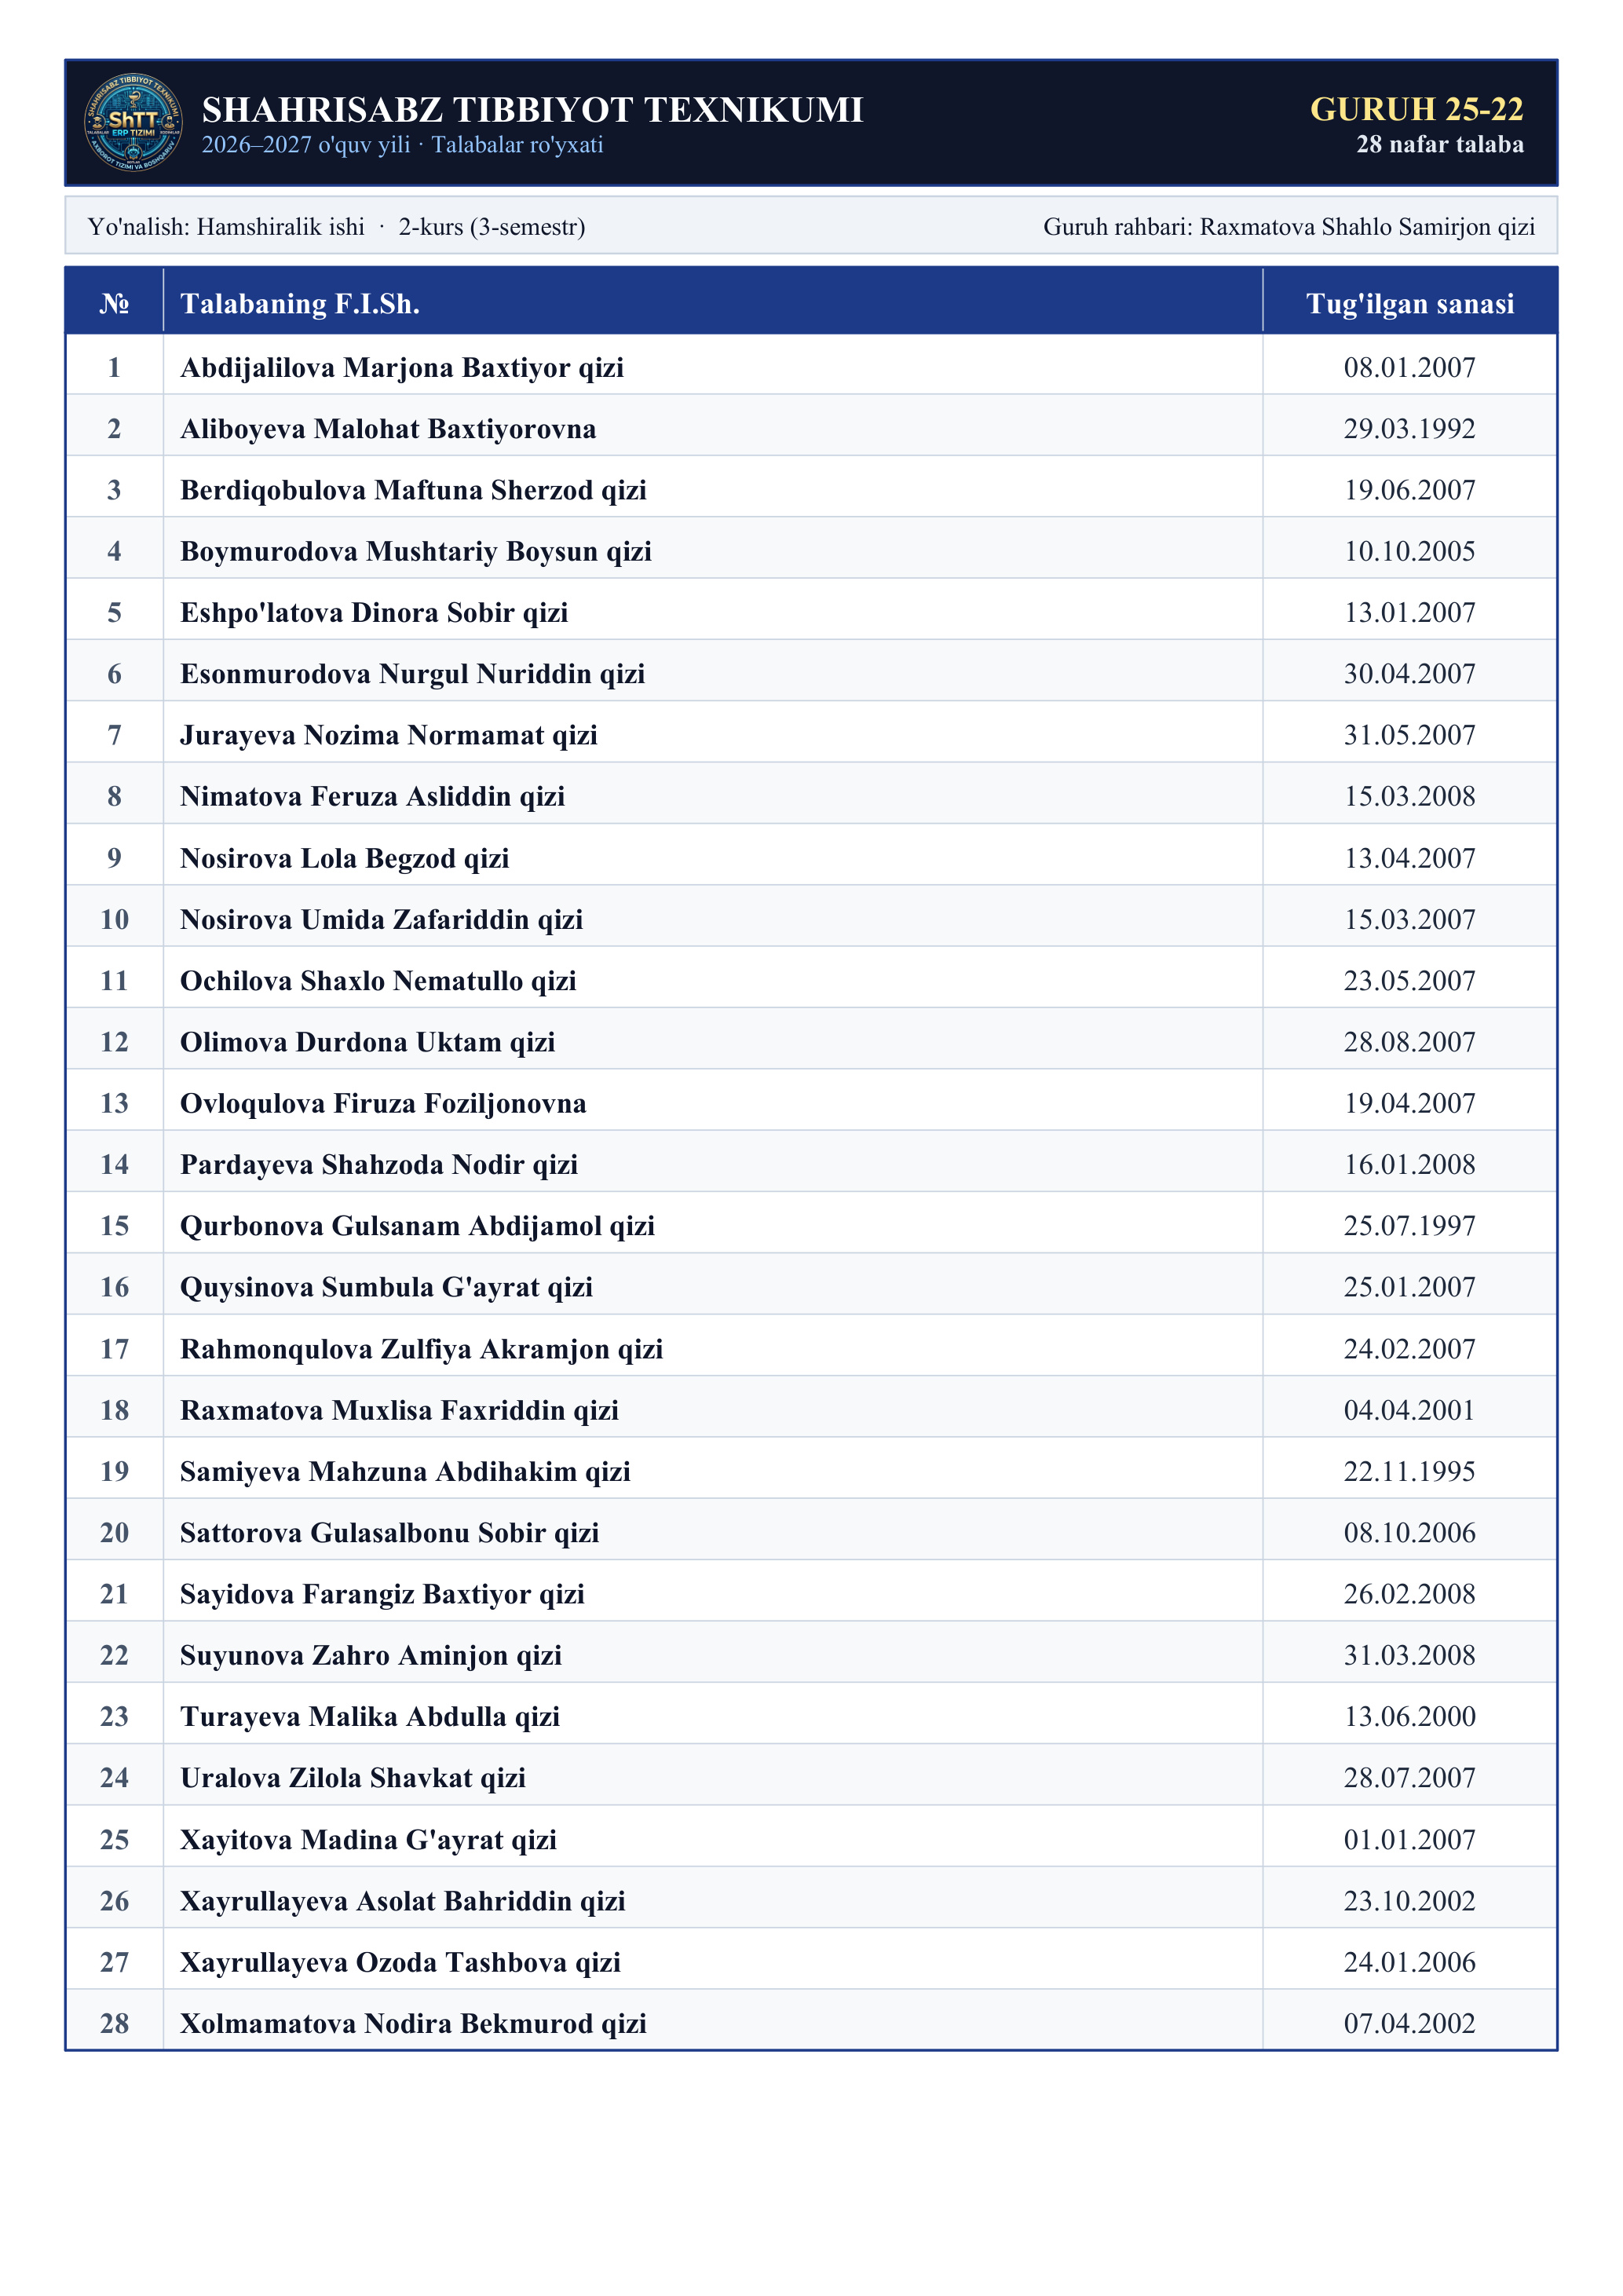 SHAHRISABZ TIBBIYOT TEXNIKUMI
ShTT
ERP TIZIMI
AXBOROT TIZIMI VA BOSHQARUV
SHAHRISABZ TIBBIYOT TEXNIKUMI
2026–2027 o'quv yili · Talabalar ro'yxati
GURUH 25-22
28 nafar talaba
Yo'nalish: Hamshiralik ishi · 2-kurs (3-semestr)
Guruh rahbari: Raxmatova Shahlo Samirjon qizi
№ Talabaning F.I.Sh. Tug'ilgan sanasi
1 Abdijalilova Marjona Baxtiyor qizi 08.01.2007
2 Aliboyeva Malohat Baxtiyorovna 29.03.1992
3 Berdiqobulova Maftuna Sherzod qizi 19.06.2007
4 Boymurodova Mushtariy Boysun qizi 10.10.2005
5 Eshpo'latova Dinora Sobir qizi 13.01.2007
6 Esonmurodova Nurgul Nuriddin qizi 30.04.2007
7 Jurayeva Nozima Normamat qizi 31.05.2007
8 Nimatova Feruza Asliddin qizi 15.03.2008
9 Nosirova Lola Begzod qizi 13.04.2007
10 Nosirova Umida Zafariddin qizi 15.03.2007
11 Ochilova Shaxlo Nematullo qizi 23.05.2007
12 Olimova Durdona Uktam qizi 28.08.2007
13 Ovloqulova Firuza Foziljonovna 19.04.2007
14 Pardayeva Shahzoda Nodir qizi 16.01.2008
15 Qurbonova Gulsanam Abdijamol qizi 25.07.1997
16 Quysinova Sumbula G'ayrat qizi 25.01.2007
17 Rahmonqulova Zulfiya Akramjon qizi 24.02.2007
18 Raxmatova Muxlisa Faxriddin qizi 04.04.2001
19 Samiyeva Mahzuna Abdihakim qizi 22.11.1995
20 Sattorova Gulasalbonu Sobir qizi 08.10.2006
21 Sayidova Farangiz Baxtiyor qizi 26.02.2008
22 Suyunova Zahro Aminjon qizi 31.03.2008
23 Turayeva Malika Abdulla qizi 13.06.2000
24 Uralova Zilola Shavkat qizi 28.07.2007
25 Xayitova Madina G'ayrat qizi 01.01.2007
26 Xayrullayeva Asolat Bahriddin qizi 23.10.2002
27 Xayrullayeva Ozoda Tashbova qizi 24.01.2006
28 Xolmamatova Nodira Bekmurod qizi 07.04.2002